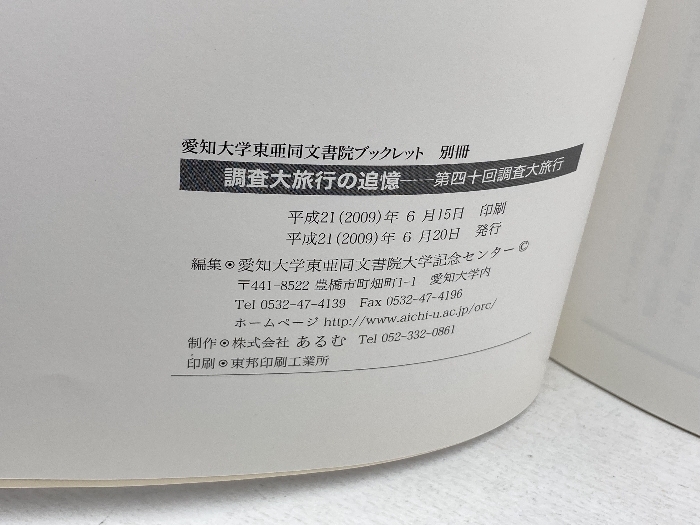 愛知大学東亜同文書院ブックレット 別冊
調査大旅行の追憶——第四十回調査大旅行
平成21(2009)年 6 月15日 印刷
平成21(2009)年 6 月20日 発行
編集◉愛知大学東亜同文書院大学記念センター©
〒441-8522 豊橋市町畑町1-1 愛知大学内
Tel 0532-47-4139 Fax 0532-47-4196
ホームページ http://www.aichi-u.ac.jp/orc/
制作◉株式会社 あるむ Tel 052-332-0861
印刷◉東邦印刷工業所